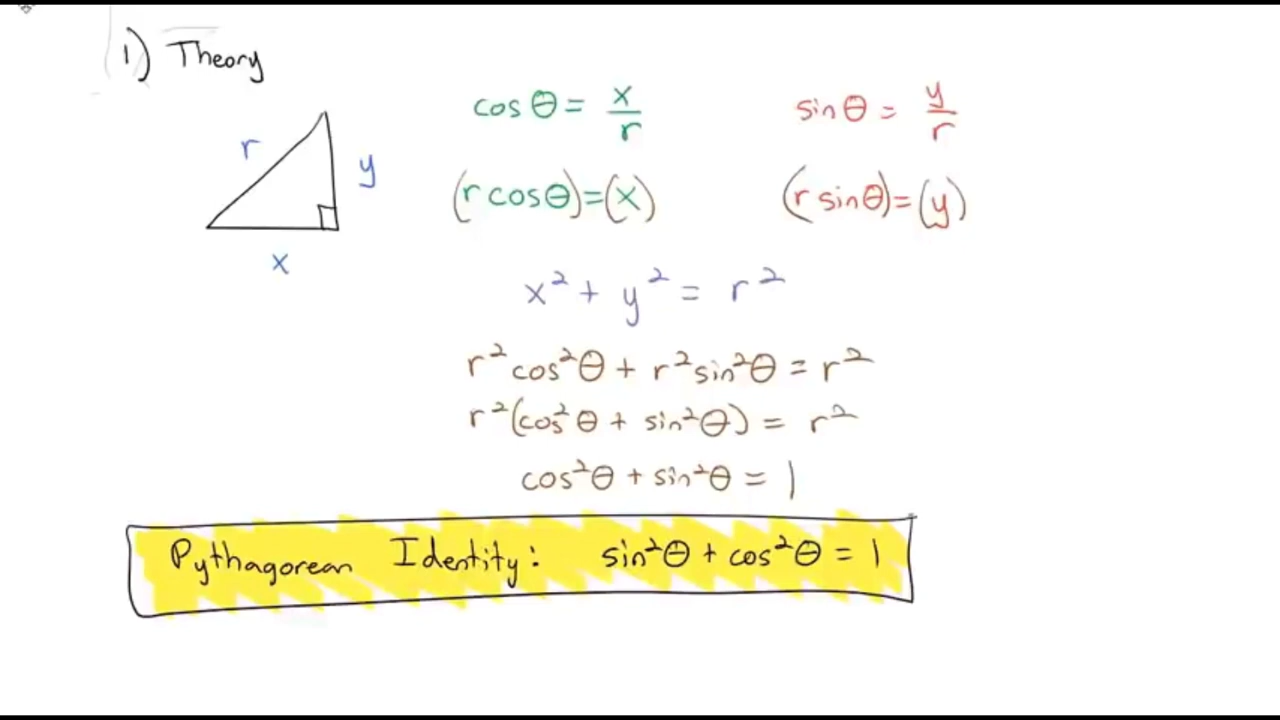 1) Theory
cos θ = x/r
sin θ = y/r
r
y
(r cos θ) = (x)
(r sin θ) = (y)
x
x² + y² = r²
r² cos² θ + r² sin² θ = r²
r² (cos² θ + sin² θ) = r²
cos² θ + sin² θ = 1
Pythagorean Identity: sin² θ + cos² θ = 1